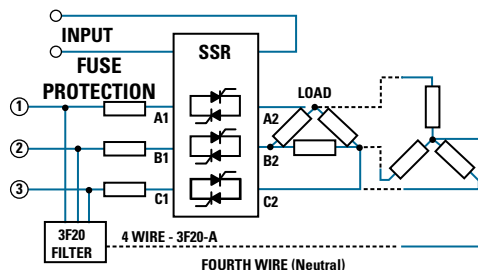 INPUT
SSR
FUSE
PROTECTION
LOAD
1
A1
A2
2
B1
B2
3
C1
C2
3F20
FILTER
4 WIRE - 3F20-A
FOURTH WIRE (Neutral)